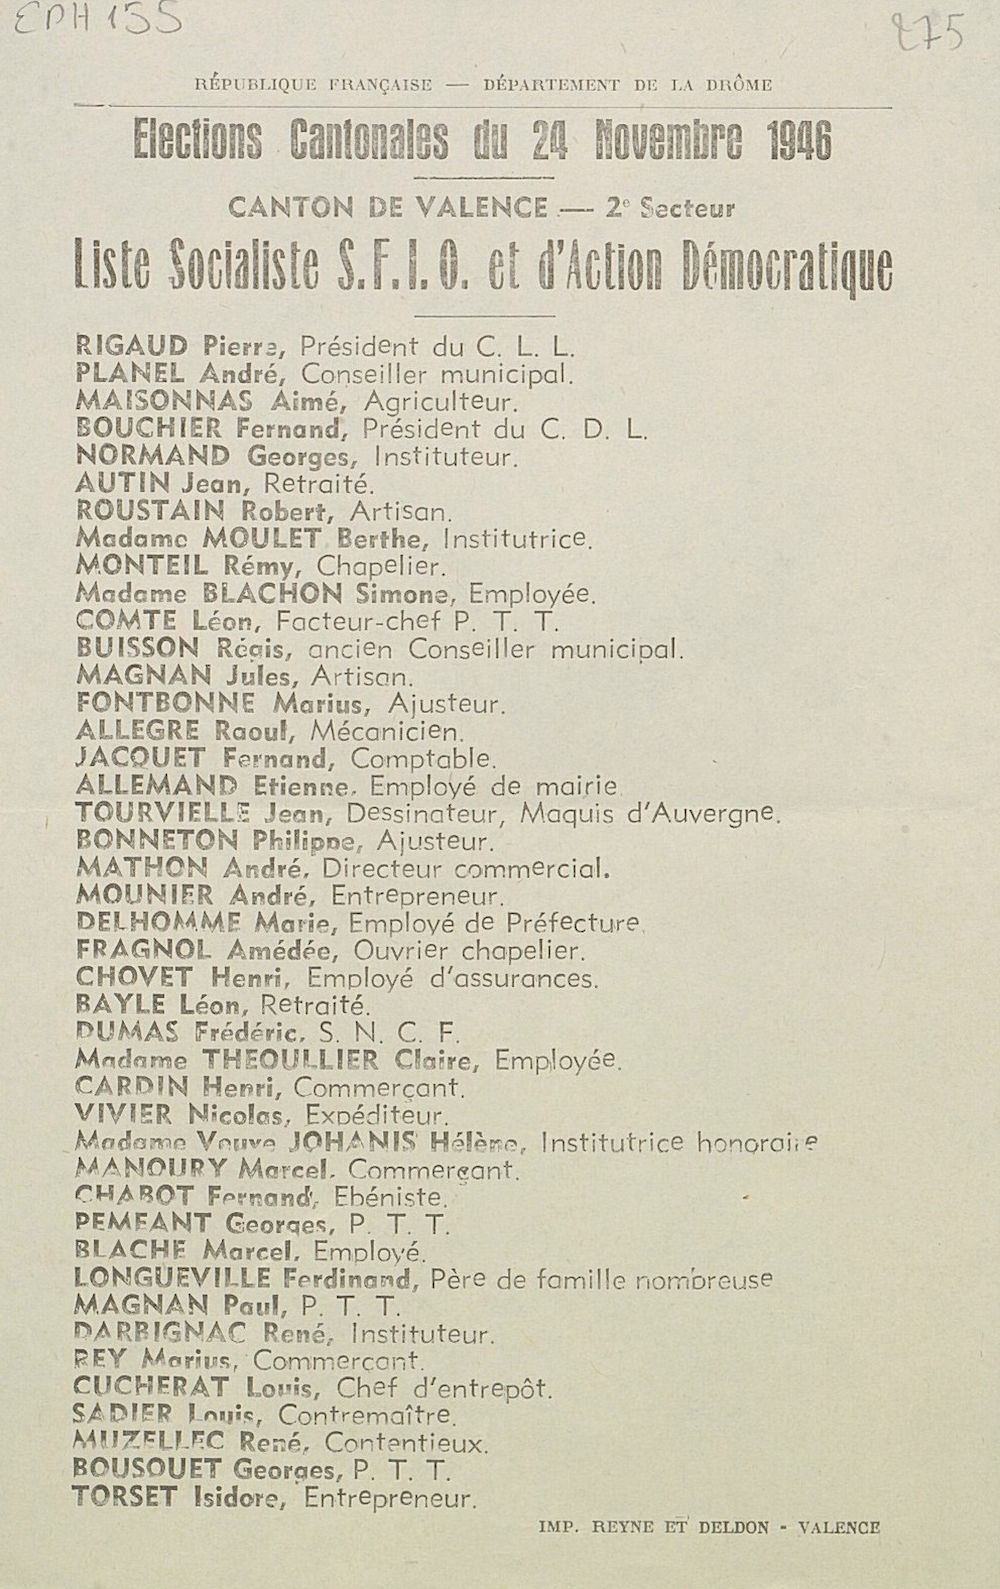 EPH 155
275
RÉPUBLIQUE FRANÇAISE — DÉPARTEMENT DE LA DRÔME
Elections Cantonales du 24 Novembre 1946
CANTON DE VALENCE — 2e Secteur
Liste Socialiste S.F.I.O. et d'Action Démocratique
RIGAUD Pierre, Président du C. L. L.
PLANEL André, Conseiller municipal.
MAISONNAS Aimé, Agriculteur.
BOUCHIER Fernand, Président du C. D. L.
NORMAND Georges, Instituteur.
AUTIN Jean, Retraité.
ROUSTAIN Robert, Artisan.
Madame MOULET Berthe, Institutrice.
MONTEIL Rémy, Chapelier.
Madame BLACHON Simone, Employée.
COMTE Léon, Facteur-chef P. T. T.
BUISSON Régis, ancien Conseiller municipal.
MAGNAN Jules, Artisan.
FONTBONNE Marius, Ajusteur.
ALLEGRE Raoul, Mécanicien.
JACQUET Fernand, Comptable.
ALLEMAND Etienne, Employé de mairie
TOURVIELLE Jean, Dessinateur, Maquis d'Auvergne.
BONNETON Philippe, Ajusteur.
MATHON André, Directeur commercial.
MOUNIER André, Entrepreneur.
DELHOMME Marie, Employé de Préfecture.
FRAGNOL Amédée, Ouvrier chapelier.
CHOVET Henri, Employé d'assurances.
BAYLE Léon, Retraité.
DUMAS Frédéric, S. N. C. F.
Madame THEOULLIER Claire, Employée.
CARDIN Henri, Commerçant.
VIVIER Nicolas, Expéditeur.
Madame Veuve JOHANIS Hélène, Institutrice honoraire
MANOURY Marcel, Commerçant.
CHABOT Fernand, Ebéniste.
PEMEANT Georges, P. T. T.
BLACHE Marcel, Employé.
LONGUEVILLE Ferdinand, Père de famille nombreuse
MAGNAN Paul, P. T. T.
DARBIGNAC René, Instituteur.
REY Marius, Commerçant.
CUCHERAT Louis, Chef d'entrepôt.
SADIER Louis, Contremaître.
MUZELLEC René, Contentieux.
BOUSQUET Georges, P. T. T.
TORSET Isidore, Entrepreneur.
IMP. REYNE ET DELDON - VALENCE